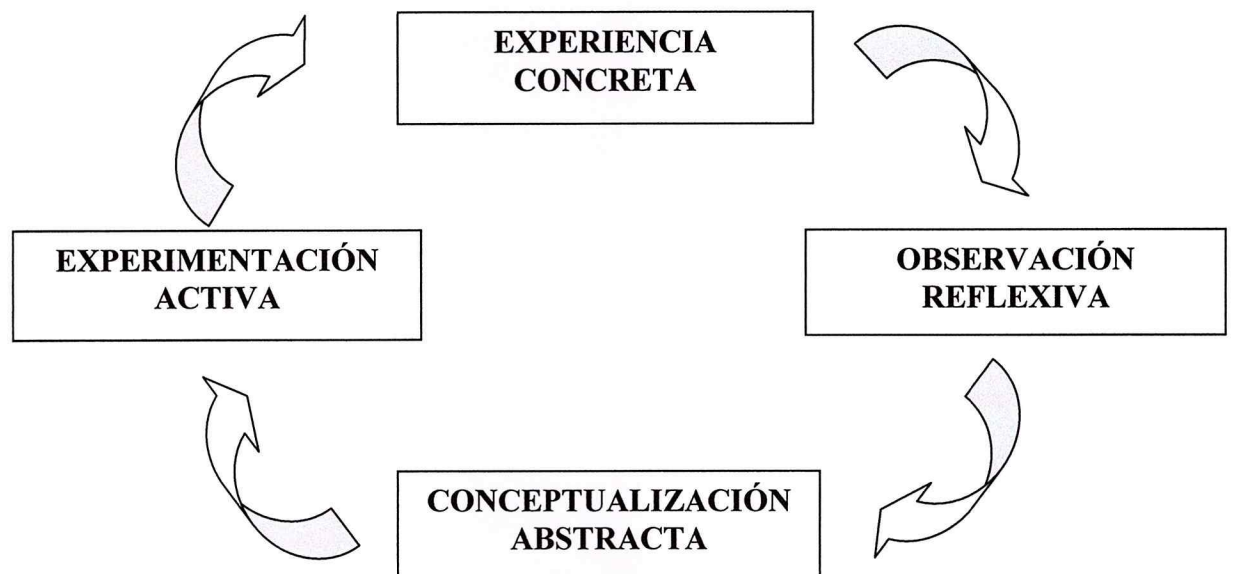 EXPERIENCIA
CONCRETA
EXPERIMENTACIÓN
ACTIVA
OBSERVACIÓN
REFLEXIVA
CONCEPTUALIZACIÓN
ABSTRACTA